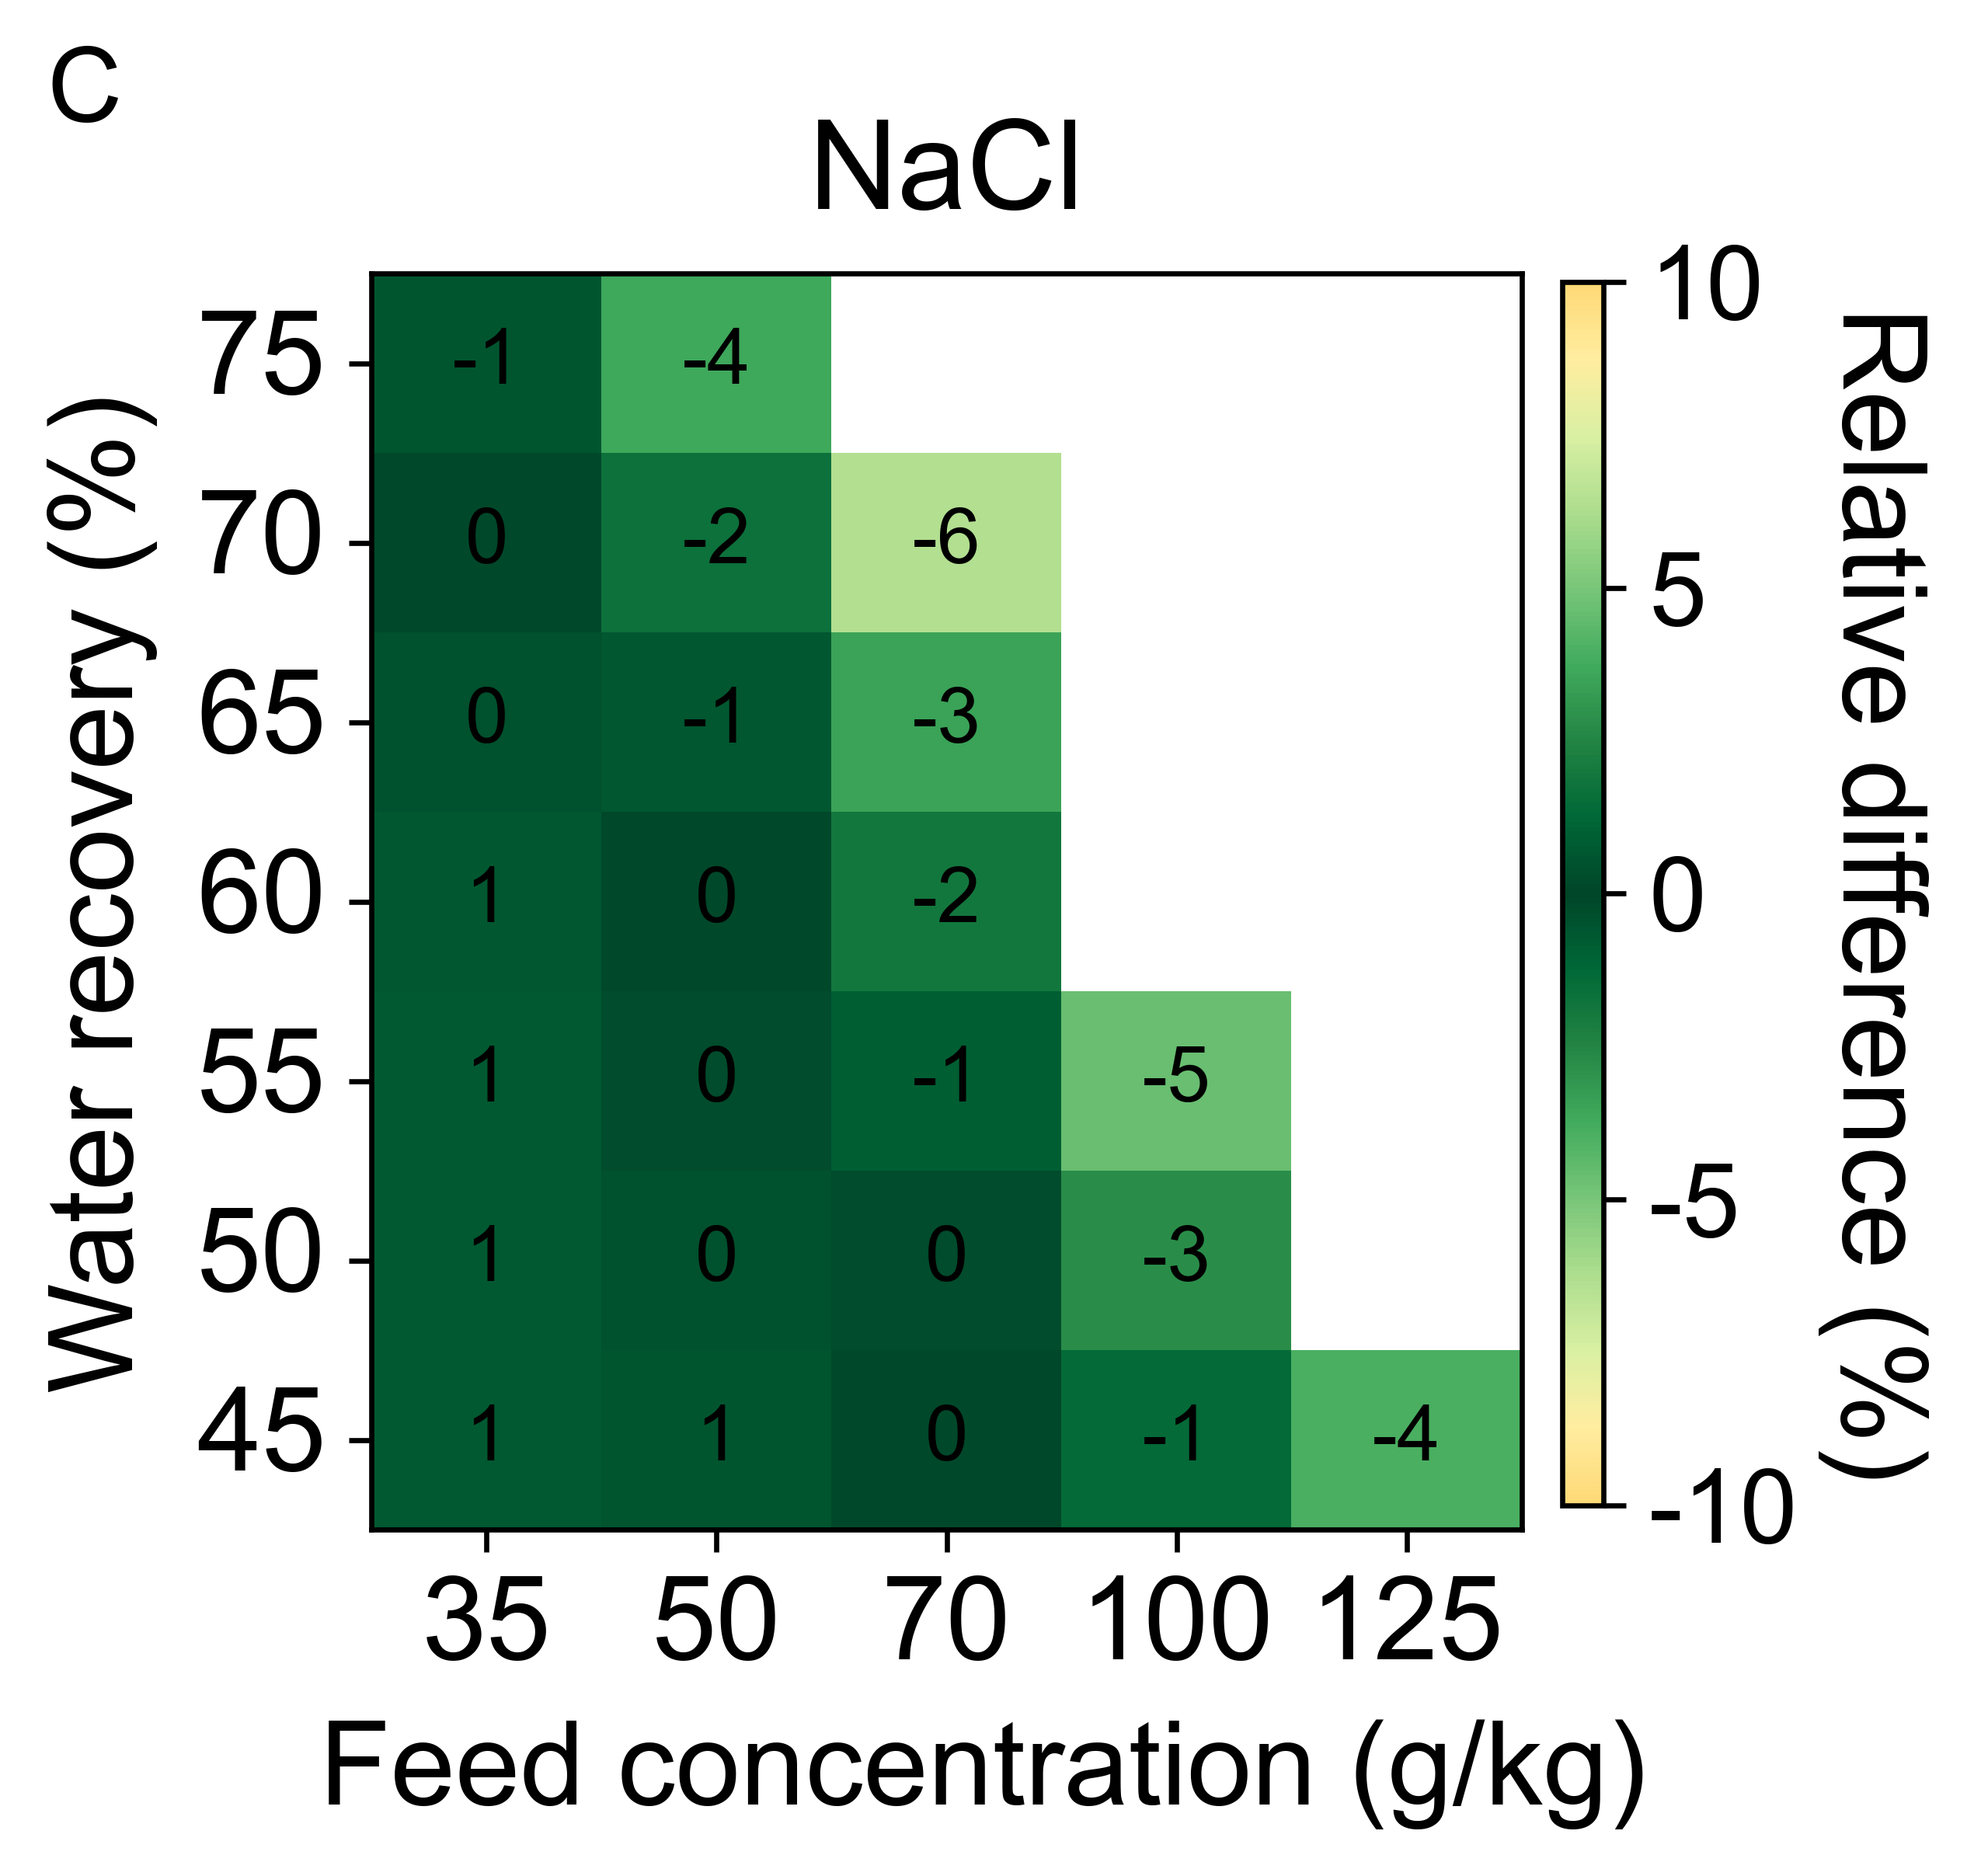 C
NaCl
Water recovery (%)
75 -1 -4
70 0 -2 -6
65 0 -1 -3
60 1 0 -2
55 1 0 -1 -5
50 1 0 0 -3
45 1 1 0 -1 -4
35 50 70 100 125
Feed concentration (g/kg)
10
5
0
-5
-10
Relative difference (%)